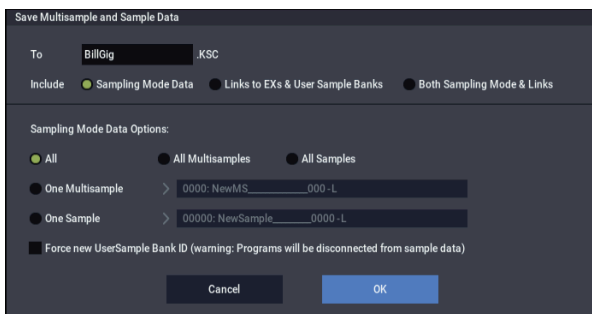 Save Multisample and Sample Data
To BillGig .KSC
Include Sampling Mode Data Links to EXs & User Sample Banks Both Sampling Mode & Links
Sampling Mode Data Options:
All All Multisamples All Samples
One Multisample > 0000: NewMS____________000-L
One Sample > 00000: NewSample_______0000-L
Force new UserSample Bank ID (warning: Programs will be disconnected from sample data)
Cancel OK